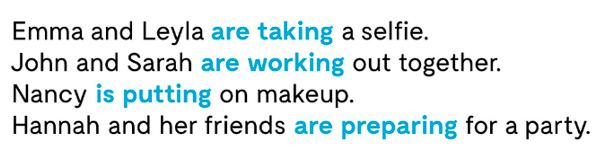 Emma and Leyla are taking a selfie.
John and Sarah are working out together.
Nancy is putting on makeup.
Hannah and her friends are preparing for a party.